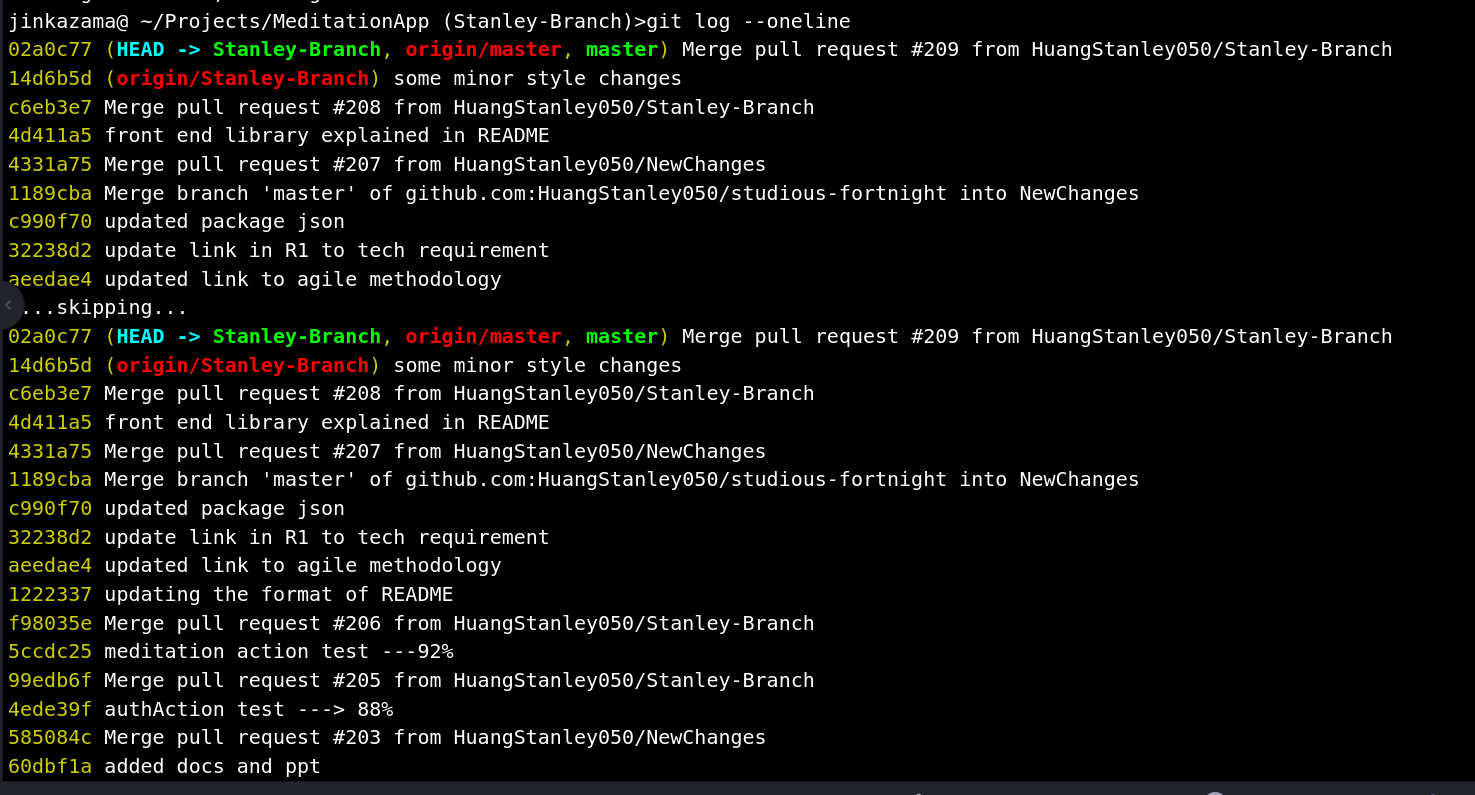 jinkazama@ ~/Projects/MeditationApp (Stanley-Branch)>git log --oneline
02a0c77 (HEAD -> Stanley-Branch, origin/master, master) Merge pull request #209 from HuangStanley050/Stanley-Branch
14d6b5d (origin/Stanley-Branch) some minor style changes
c6eb3e7 Merge pull request #208 from HuangStanley050/Stanley-Branch
4d411a5 front end library explained in README
4331a75 Merge pull request #207 from HuangStanley050/NewChanges
1189cba Merge branch 'master' of github.com:HuangStanley050/studious-fortnight into NewChanges
c990f70 updated package json
32238d2 update link in R1 to tech requirement
aeedae4 updated link to agile methodology
...skipping...
02a0c77 (HEAD -> Stanley-Branch, origin/master, master) Merge pull request #209 from HuangStanley050/Stanley-Branch
14d6b5d (origin/Stanley-Branch) some minor style changes
c6eb3e7 Merge pull request #208 from HuangStanley050/Stanley-Branch
4d411a5 front end library explained in README
4331a75 Merge pull request #207 from HuangStanley050/NewChanges
1189cba Merge branch 'master' of github.com:HuangStanley050/studious-fortnight into NewChanges
c990f70 updated package json
32238d2 update link in R1 to tech requirement
aeedae4 updated link to agile methodology
1222337 updating the format of README
f98035e Merge pull request #206 from HuangStanley050/Stanley-Branch
5ccdc25 meditation action test ---92%
99edb6f Merge pull request #205 from HuangStanley050/Stanley-Branch
4ede39f authAction test ---> 88%
585084c Merge pull request #203 from HuangStanley050/NewChanges
60dbf1a added docs and ppt